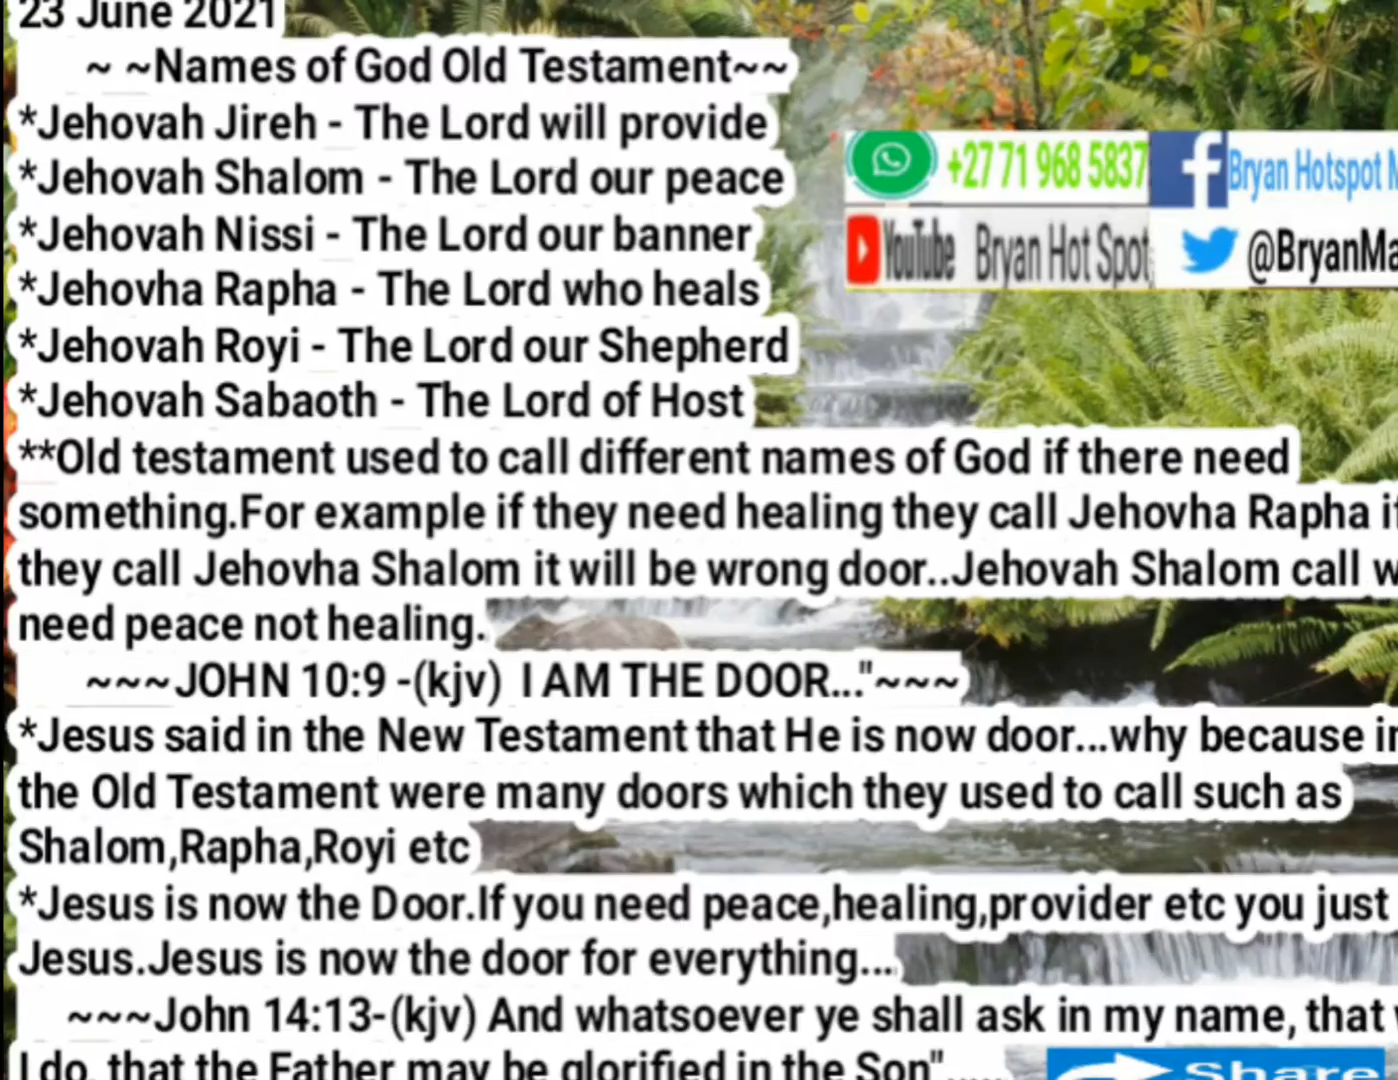 23 June 2021
~ ~Names of God Old Testament~~
*Jehovah Jireh - The Lord will provide
*Jehovah Shalom - The Lord our peace
*Jehovah Nissi - The Lord our banner
*Jehovha Rapha - The Lord who heals
*Jehovah Royi - The Lord our Shepherd
*Jehovah Sabaoth - The Lord of Host
+27 71 968 5837 Bryan Hotspot
YouTube Bryan Hot Spot @BryanMa
**Old testament used to call different names of God if there need
something.For example if they need healing they call Jehovha Rapha
they call Jehovha Shalom it will be wrong door..Jehovah Shalom call
need peace not healing.
~~~JOHN 10:9 -(kjv) I AM THE DOOR..."~~~
*Jesus said in the New Testament that He is now door...why because in
the Old Testament were many doors which they used to call such as
Shalom,Rapha,Royi etc
*Jesus is now the Door.If you need peace,healing,provider etc you just
Jesus.Jesus is now the door for everything...
~~~John 14:13-(kjv) And whatsoever ye shall ask in my name, that
I do, that the Father may be glorified in the Son".....
Share